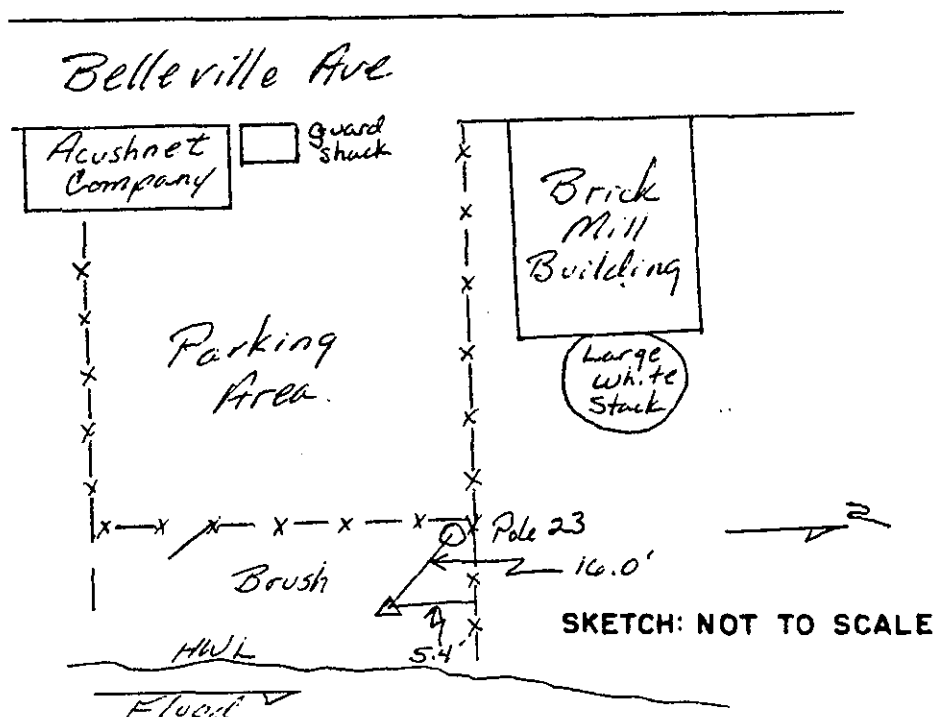 Belleville Ave
Acushnet
Company
guard
shack
Brick
Mill
Building
Parking
Area
Large
White
Stack
Pole 23
N
16.0'
Brush
SKETCH: NOT TO SCALE
5.4'
HWL
Flood